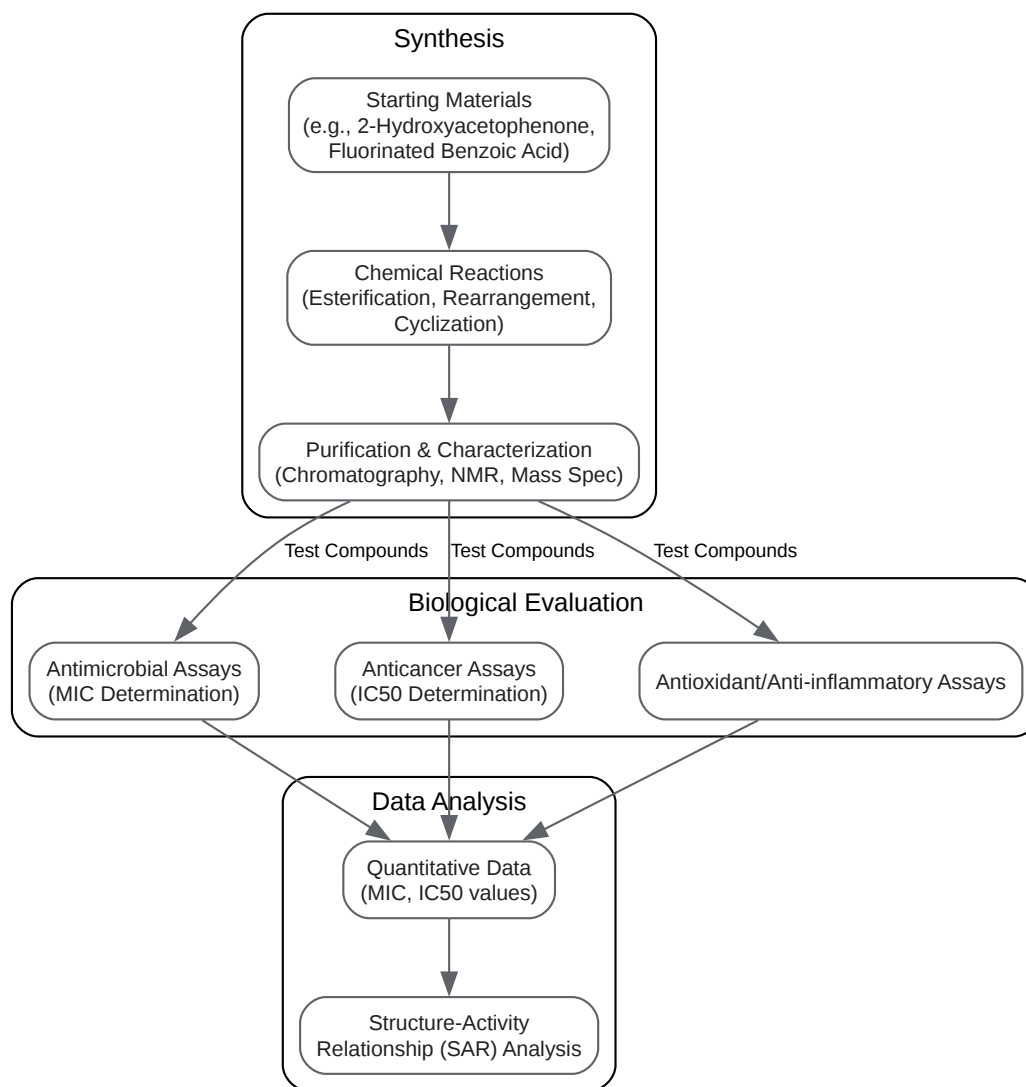 Synthesis
Starting Materials
(e.g., 2-Hydroxyacetophenone,
Fluorinated Benzoic Acid)
Chemical Reactions
(Esterification, Rearrangement,
Cyclization)
Purification & Characterization
(Chromatography, NMR, Mass Spec)
Test Compounds
Test Compounds
Test Compounds
Biological Evaluation
Antimicrobial Assays
(MIC Determination)
Anticancer Assays
(IC50 Determination)
Antioxidant/Anti-inflammatory Assays
Data Analysis
Quantitative Data
(MIC, IC50 values)
Structure-Activity
Relationship (SAR) Analysis